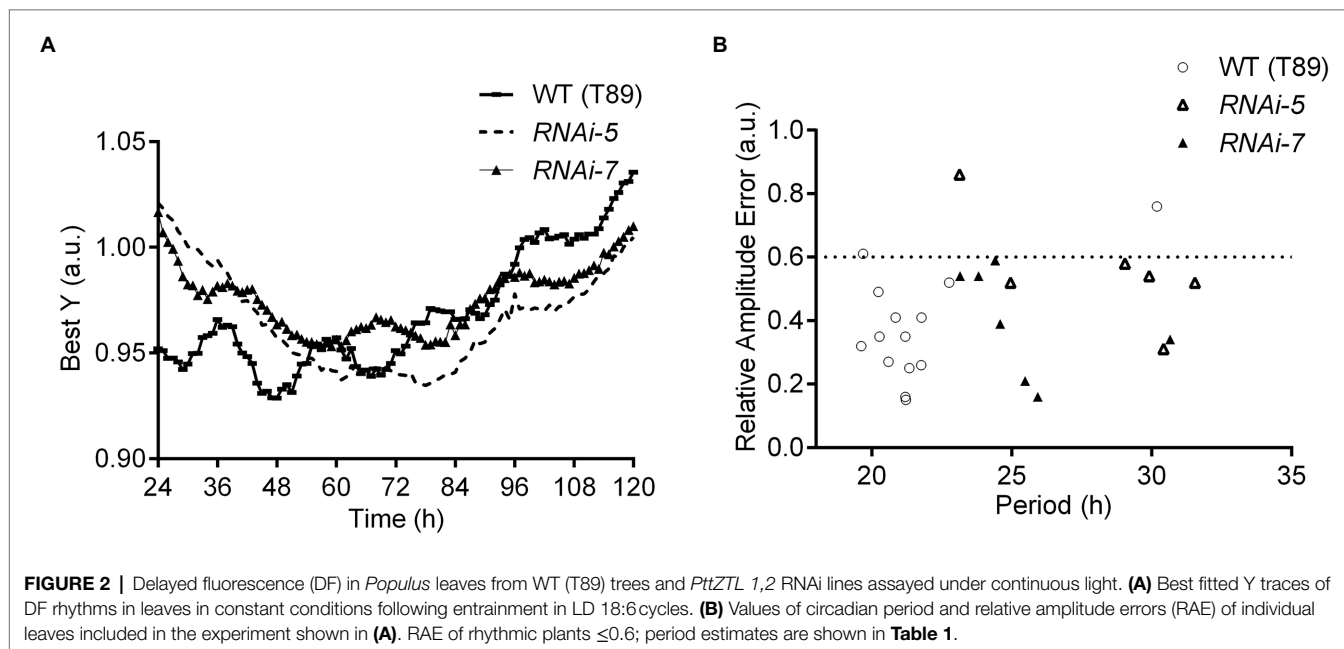 A
WT (T89)
RNAi-5
RNAi-7
1.05
1.00
0.95
0.90
Best Y (a.u.)
24 36 48 60 72 84 96 108 120
Time (h)
B
WT (T89)
RNAi-5
RNAi-7
1.0
0.8
0.6
0.4
0.2
0.0
Relative Amplitude Error (a.u.)
20 25 30 35
Period (h)
FIGURE 2 | Delayed fluorescence (DF) in Populus leaves from WT (T89) trees and PttZTL 1,2 RNAi lines assayed under continuous light. (A) Best fitted Y traces of
DF rhythms in leaves in constant conditions following entrainment in LD 18:6 cycles. (B) Values of circadian period and relative amplitude errors (RAE) of individual
leaves included in the experiment shown in (A). RAE of rhythmic plants ≤0.6; period estimates are shown in Table 1.